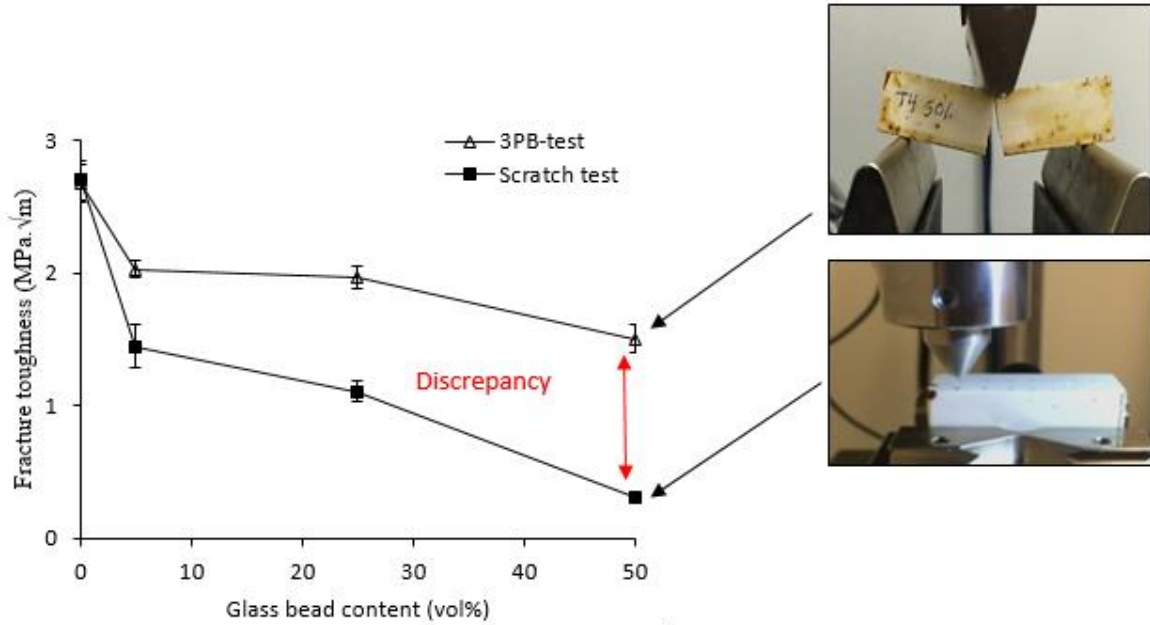 T4 50%
3PB-test
Scratch test
Fracture toughness (MPa.√m)
3
2
1
0
Discrepancy
0
10
20
30
40
50
Glass bead content (vol%)